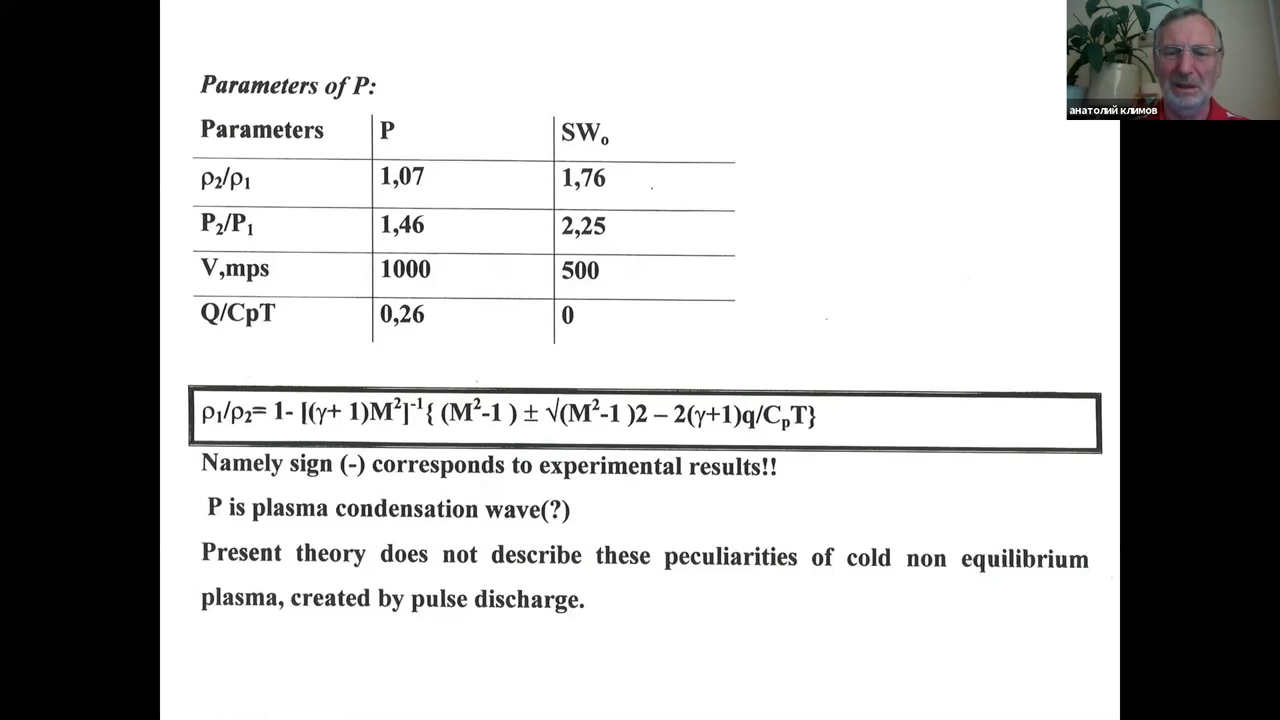 Parameters of P:
Parameters P SWₒ
ρ₂/ρ₁ 1,07 1,76
P₂/P₁ 1,46 2,25
V,mps 1000 500
Q/CpT 0,26 0
ρ₁/ρ₂= 1- [(γ+ 1)M²]⁻¹{ (M²-1 ) ± √(M²-1 )2 – 2(γ+1)q/CₚT}
Namely sign (-) corresponds to experimental results!!
P is plasma condensation wave(?)
Present theory does not describe these peculiarities of cold non equilibrium
plasma, created by pulse discharge.
анатолий климов